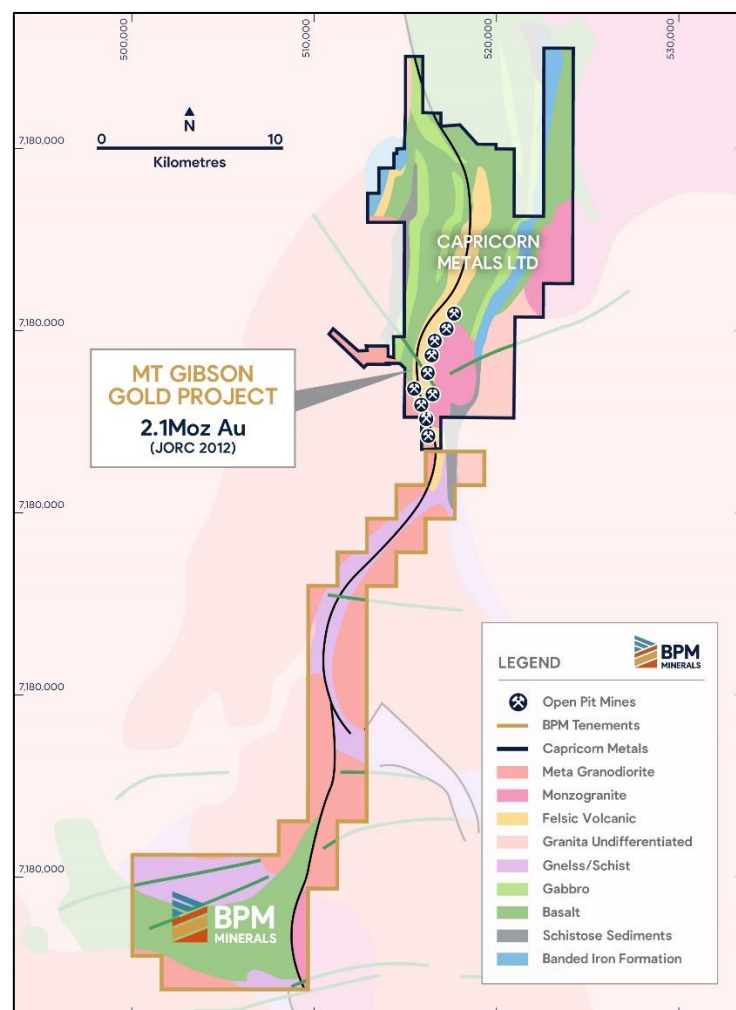 500,000
510,000
520,000
530,000
7,180,000
N
0
10
Kilometres
CAPRICORN
METALS LTD
7,180,000
MT GIBSON
GOLD PROJECT
2.1Moz Au
(JORC 2012)
7,180,000
7,180,000
7,180,000
BPM
MINERALS
LEGEND
BPM
MINERALS
Open Pit Mines
BPM Tenements
Capricorn Metals
Meta Granodiorite
Monzogranite
Felsic Volcanic
Granita Undifferentiated
Gnelss/Schist
Gabbro
Basalt
Schistose Sediments
Banded Iron Formation